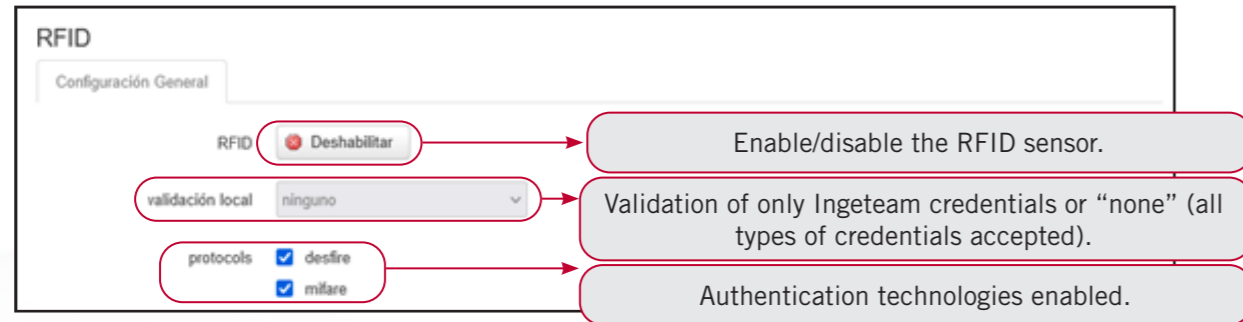 RFID
Configuración General
RFID Deshabilitar
Enable/disable the RFID sensor.
validación local ninguno
Validation of only Ingeteam credentials or “none” (all
types of credentials accepted).
protocols desfire
mifare
Authentication technologies enabled.